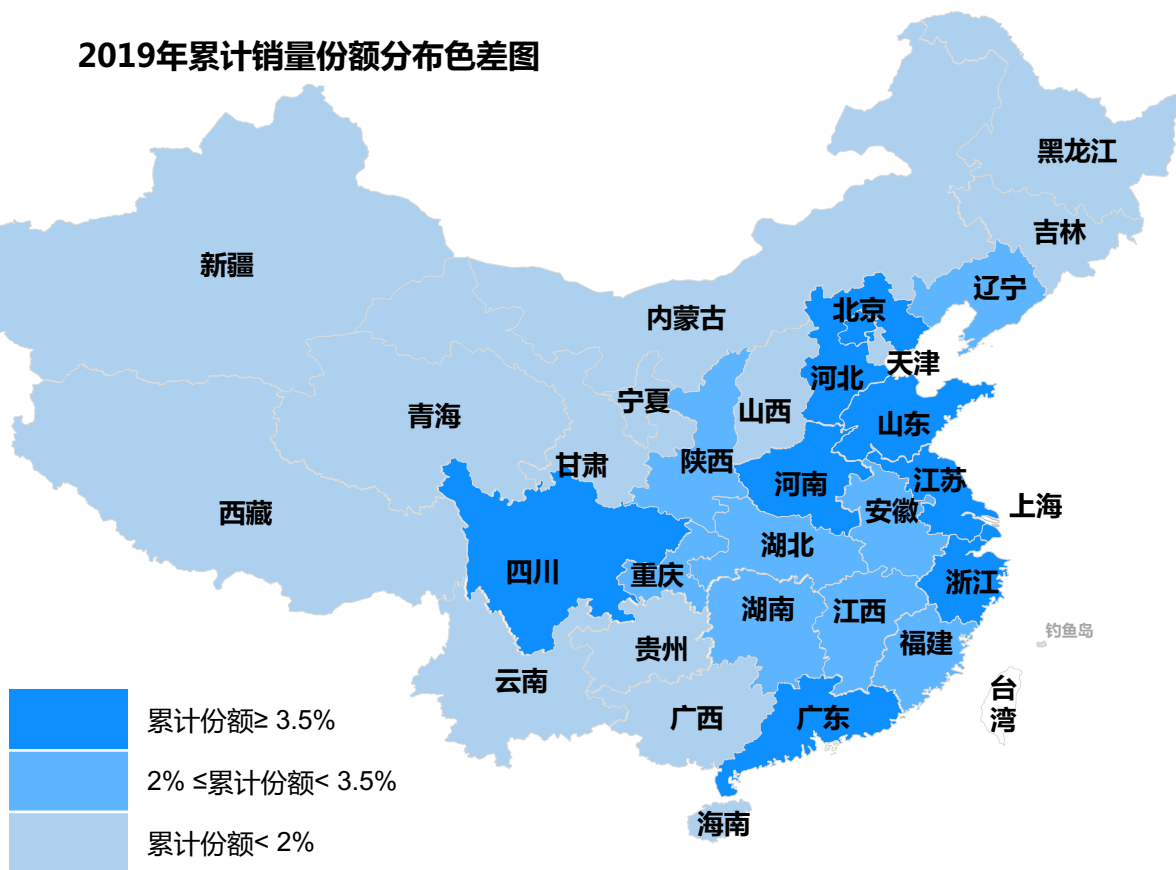 2019年累计销量份额分布色差图
黑龙江
吉林
新疆
辽宁
北京
内蒙古
天津
河北
宁夏
山西
青海
山东
陕西
甘肃
河南
江苏
西藏
安徽
上海
湖北
四川
重庆
浙江
湖南
江西
钓鱼岛
福建
贵州
云南
台
湾
广西
广东
海南
累计份额≥ 3.5%
2% ≤累计份额< 3.5%
累计份额< 2%